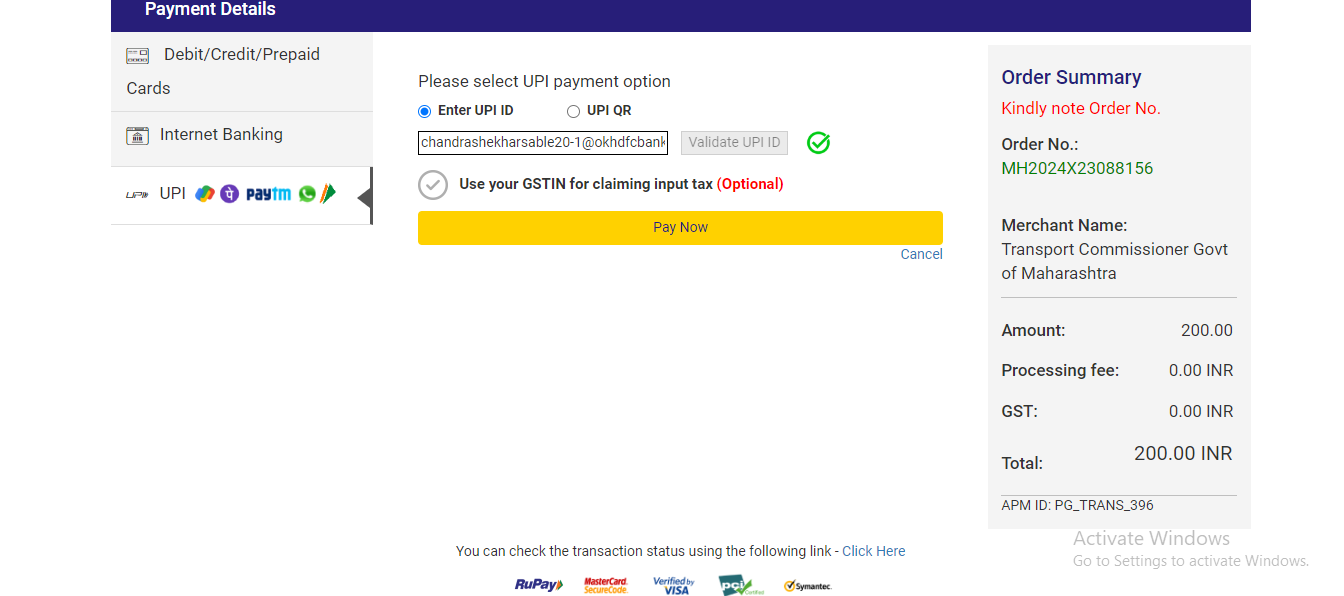 Payment Details
Debit/Credit/Prepaid
Cards
Internet Banking
UPI UPI पे paytm
Please select UPI payment option
Enter UPI ID UPI QR
chandrashekharsable20-1@okhdfcbank Validate UPI ID
Use your GSTIN for claiming input tax (Optional)
Pay Now
Cancel
Order Summary
Kindly note Order No.
Order No.:
MH2024X23088156
Merchant Name:
Transport Commissioner Govt
of Maharashtra
Amount: 200.00
Processing fee: 0.00 INR
GST: 0.00 INR
Total: 200.00 INR
APM ID: PG_TRANS_396
Activate Windows
Go to Settings to activate Windows.
You can check the transaction status using the following link - Click Here
RuPay MasterCard. SecureCode. Verified by VISA pci Certified Symantec.